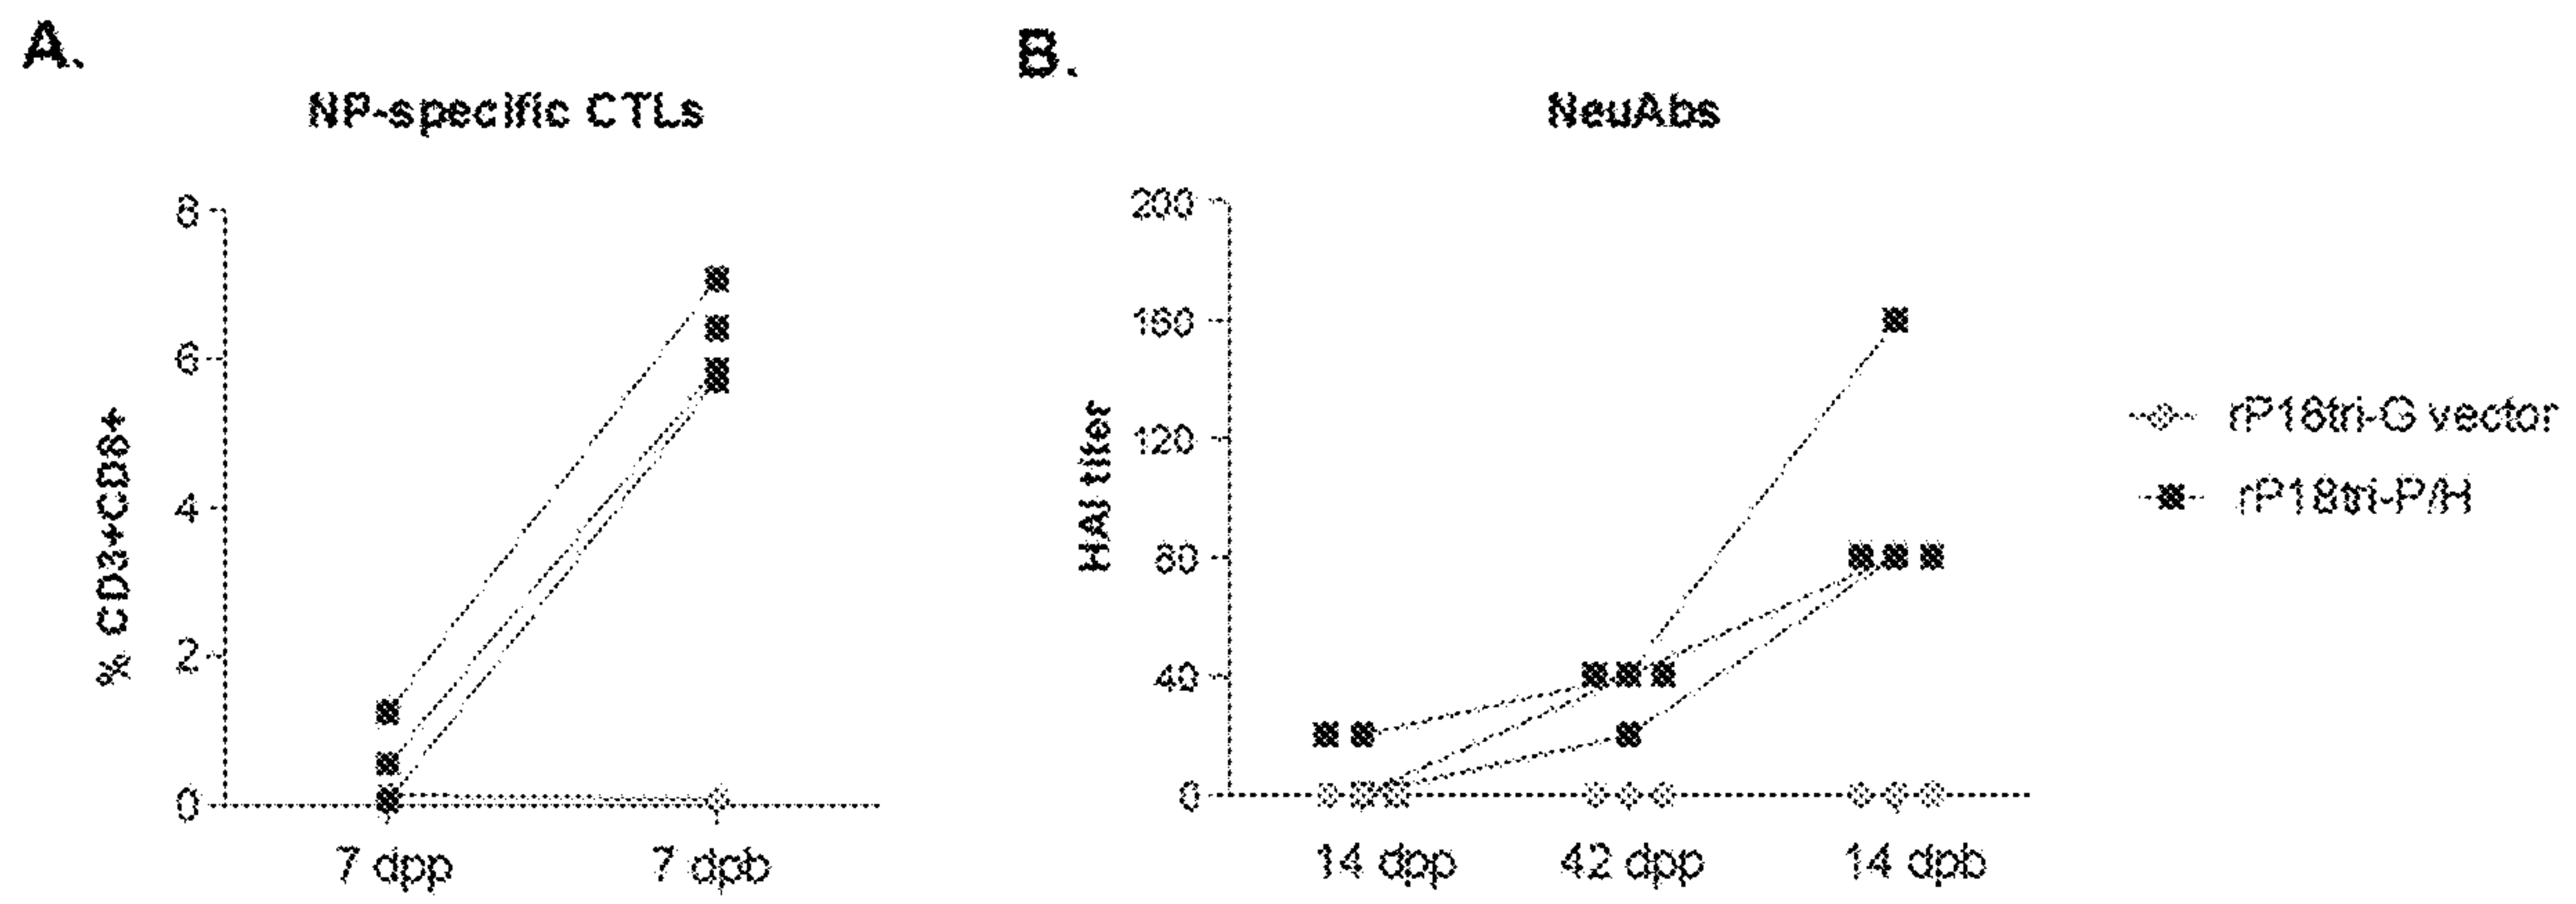 A.
NP-specific CTLs
8
6
4
2
0
% CD3+CD8+
7 dpp
7 dpb
B.
NeuAbs
200
160
120
80
40
0
HAI titer
14 dpp
42 dpp
14 dpb
rP18tri-G vector
rP18tri-P/H